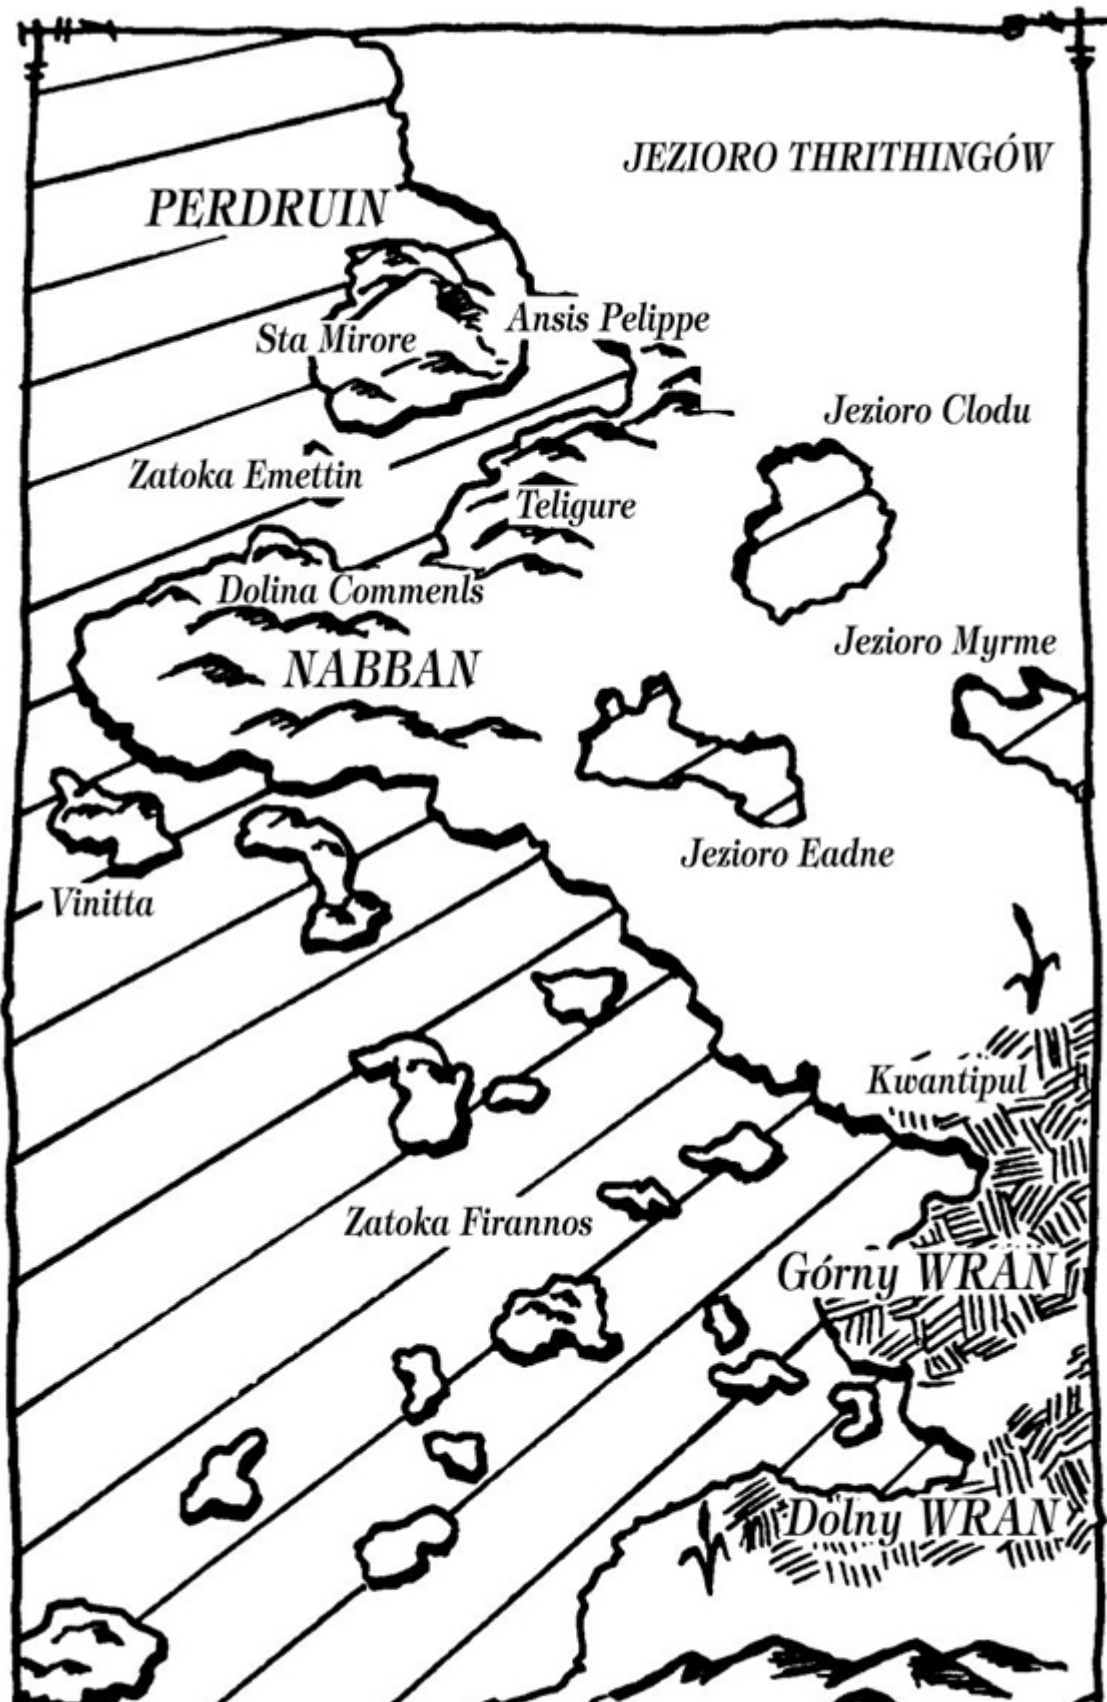 JEZIORO THRITHINGÓW
PERDRUIN
Ansis Pelippe
Sta Mirore
Jezioro Clodu
Zatoka Emettin
Teligure
Dolina Commenls
Jezioro Myrme
NABBAN
Jezioro Eadne
Vinitta
Kwantipul
Zatoka Firannos
Górny WRAN
Dolny WRAN